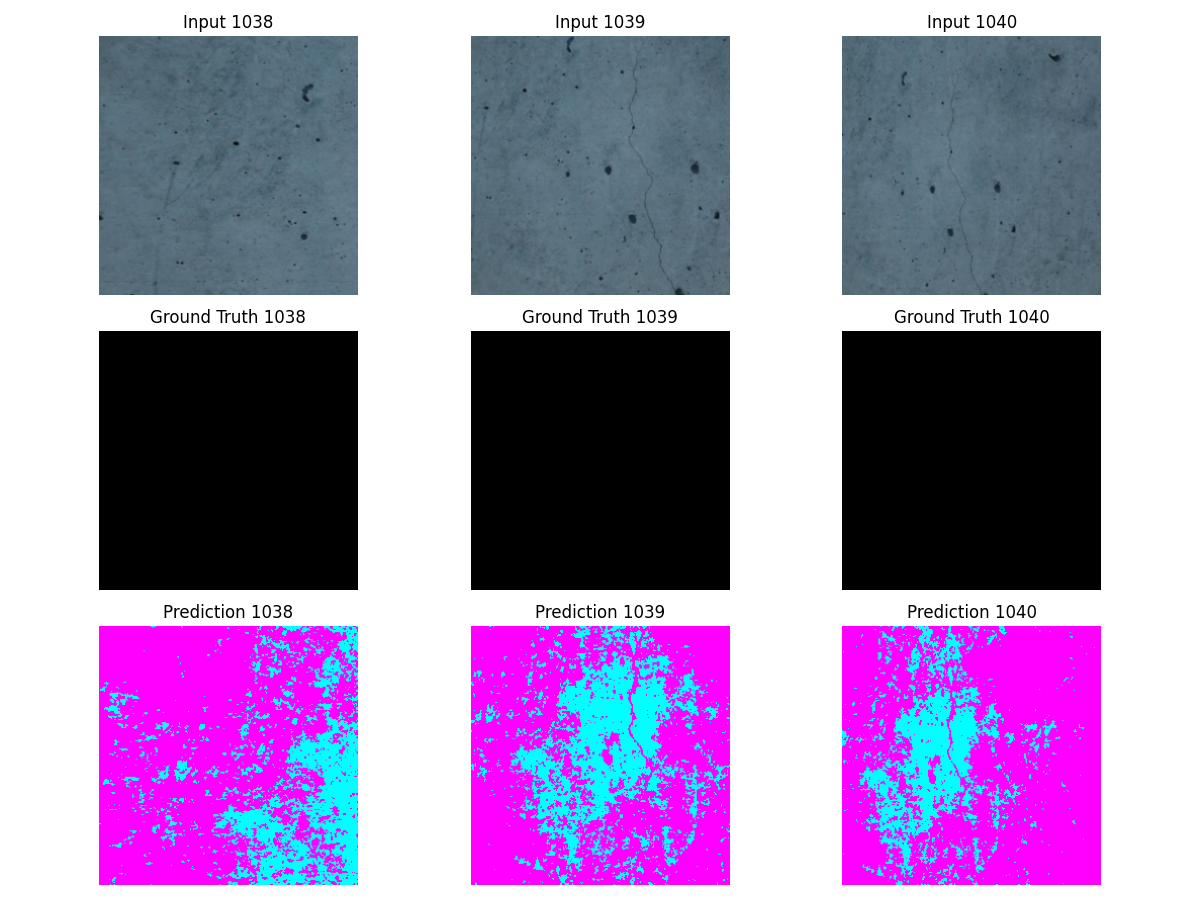 Input 1038
Input 1039
Input 1040
Ground Truth 1038
Ground Truth 1039
Ground Truth 1040
Prediction 1038
Prediction 1039
Prediction 1040